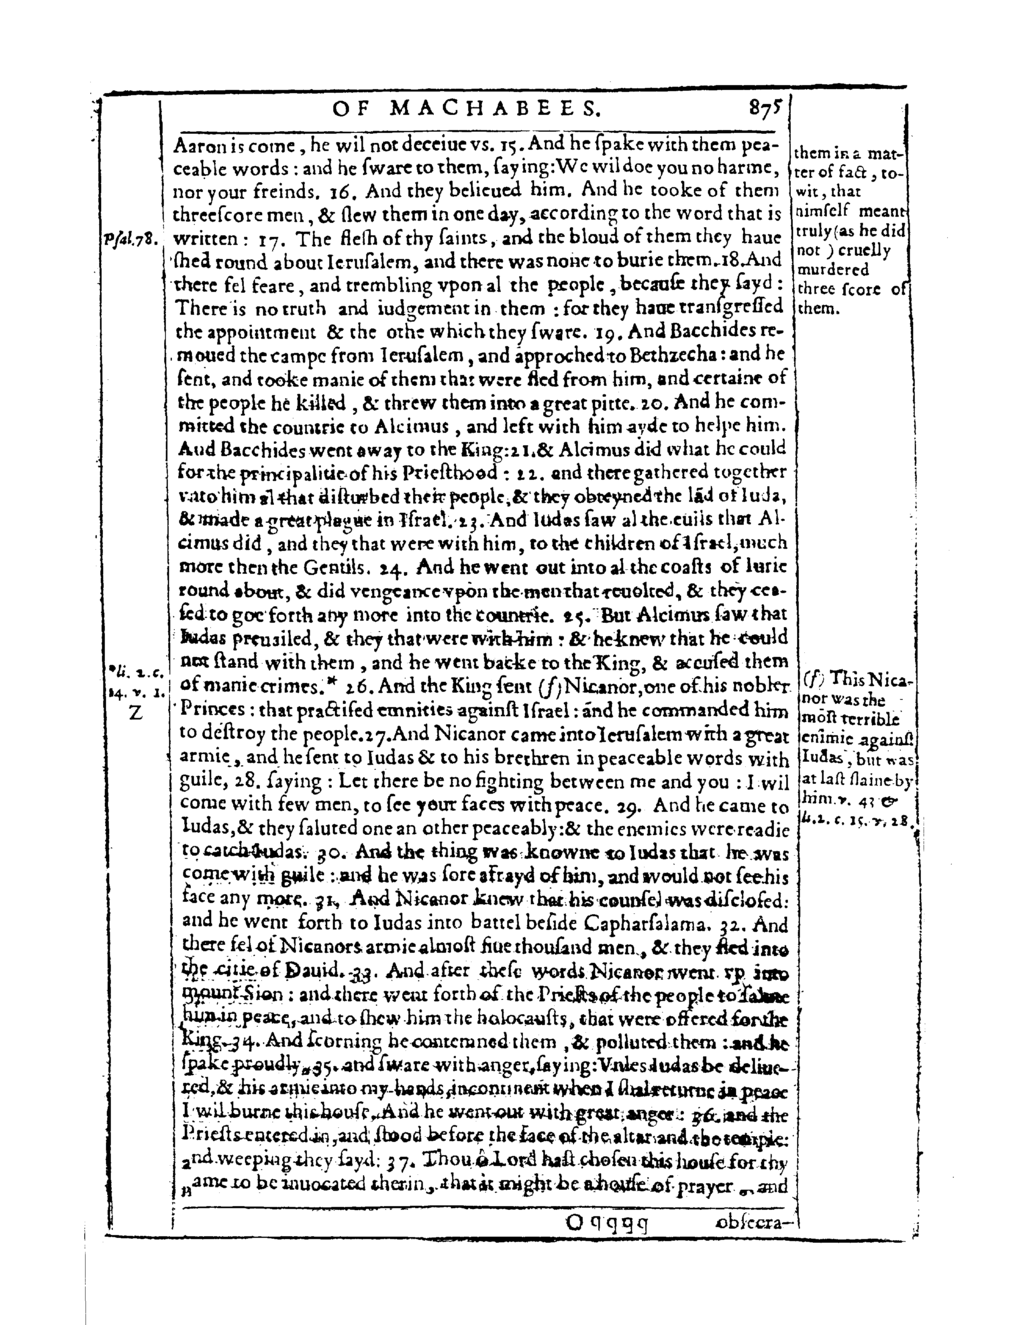 OF MACHABEES. 875
Aaron is come, he wil not deceiue vs. 15. And he ſpake with them pea-
ceable words : and he ſware to them, ſaying: We wil doe you no harme,
nor your freinds. 16. And they belieued him. And he tooke of them
threeſcore men, & ſlew them in one day, according to the word that is
written : 17. The fleſh of thy ſaints, and the bloud of them they haue
ſhed round about Ieruſalem, and there was none to burie them. 18. And
there fel feare, and trembling vpon al the people, becauſe they ſayd :
There is no truth and iudgement in them : for they haue tranſgreſſed
the appointment & the othe which they ſware. 19. And Bacchides re-
moued the campe from Ieruſalem, and approched to Bethzecha: and he
ſent, and tooke manie of them that were fled from him, and certaine of
the people he killed, & threw them into a great pitte. 20. And he com-
mitted the countrie to Alcimus, and left with him ayde to helpe him.
And Bacchides went away to the King: 21. & Alcimus did what he could
for the principalitie of his Prieſthood : 22. and there gathered together
vnto him al that diſturbed their people, & they obteyned the lād of Iuda,
& made a great plague in Iſrael. 23. And Iudas ſaw al the euils that Al-
cimus did, and they that were with him, to the children of Iſrael, much
more then the Gentils. 24. And he went out into al the coaſts of Iurie
round about, & did vengeance vpon the men that reuolted, & they cea-
ſed to goe forth any more into the countrie. 25. But Alcimus ſaw that
Iudas preuailed, & they that were with him : & he knew that he could
not ſtand with them, and he went backe to the King, & accuſed them
of manie crimes.* 26. And the King ſent (f) Nicanor, one of his nobler
Princes : that practiſed emnities againſt Iſrael : and he commanded him
to deſtroy the people. 27. And Nicanor came into Ieruſalem with a great
armie, and he ſent to Iudas & to his brethren in peaceable words with
guile, 28. ſaying : Let there be no fighting between me and you : I wil
come with few men, to ſee your faces with peace. 29. And he came to
Iudas, & they ſaluted one an other peaceably: & the enemies were readie
to catch Iudas. 30. And the thing was knowne to Iudas that he was
come with guile : and he was ſore afrayd of him, and would not ſee his
face any more. 31. And Nicanor knew that his counſel was diſcloſed:
and he went forth to Iudas into battel beſide Capharſalama. 32. And
there fel of Nicanors armie almoſt fiue thouſand men, & they fled into
the citie of Dauid. 33. And after theſe words Nicanor went vp into
mount Sion : and there went forth of the Prieſts of the people to ſalute
him in peace, and to ſhew him the holocauſts, that were offered for the
King. 34. And ſcorning he contemned them, & polluted them : and he
ſpake proudly, 35. and ſware with anger, ſaying: Vnles Iudas be deliue-
red, & his armie into my hands, incontinent when I ſhal returne in peace
I wil burne this houſe. And he went out with great anger : 36. and the
Prieſts entered in, and ſtood before the face of the altar and the temple:
and weeping they ſayd: 37. Thou ô Lord haſt choſen this houſe for thy
name to be inuocated therin, that it might be a houſe of prayer, and
Oqqqq obſecra-
Pſal. 78.
*li. 2. c.
14. v. 1.
Z
them in a mat-
ter of fact, to-
wit, that
himſelf meant
truly (as he did
not) cruelly
murdered
three ſcore of
them.
(f) This Nica-
nor was the
moſt terrible
enimie againſt
Iudas, but was
at laſt ſlaine by
him. v. 43 &
li. 2. c. 15. v. 28.